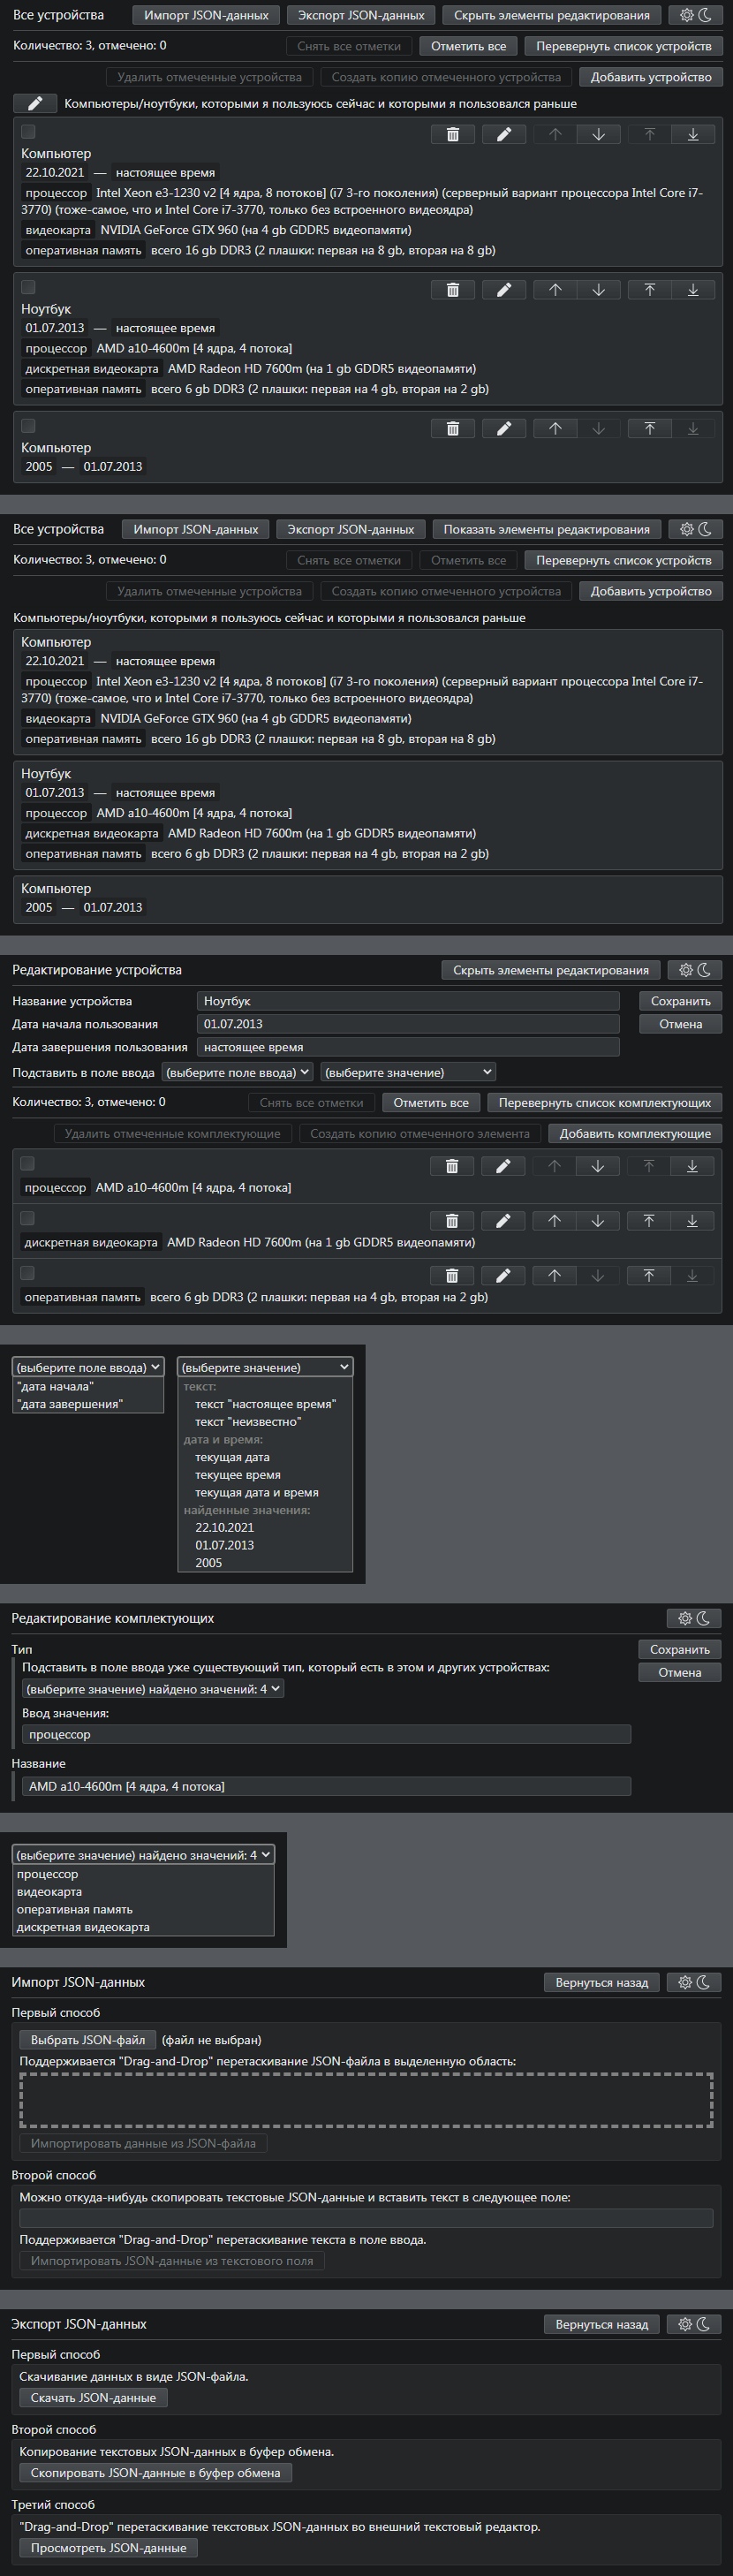 Все устройства Импорт JSON-данных Экспорт JSON-данных Скрыть элементы редактирования
Количество: 3, отмечено: 0 Снять все отметки Отметить все Перевернуть список устройств
Удалить отмеченные устройства Создать копию отмеченного устройства Добавить устройство
Компьютеры/ноутбуки, которыми я пользуюсь сейчас и которыми я пользовался раньше
Компьютер
22.10.2021 — настоящее время
процессор Intel Xeon e3-1230 v2 [4 ядра, 8 потоков] (i7 3-го поколения) (серверный вариант процессора Intel Core i7-
3770) (тоже-самое, что и Intel Core i7-3770, только без встроенного видеоядра)
видеокарта NVIDIA GeForce GTX 960 (на 4 gb GDDR5 видеопамяти)
оперативная память всего 16 gb DDR3 (2 плашки: первая на 8 gb, вторая на 8 gb)
Ноутбук
01.07.2013 — настоящее время
процессор AMD a10-4600m [4 ядра, 4 потока]
дискретная видеокарта AMD Radeon HD 7600m (на 1 gb GDDR5 видеопамяти)
оперативная память всего 6 gb DDR3 (2 плашки: первая на 4 gb, вторая на 2 gb)
Компьютер
2005 — 01.07.2013
Все устройства Импорт JSON-данных Экспорт JSON-данных Показать элементы редактирования
Количество: 3, отмечено: 0 Снять все отметки Отметить все Перевернуть список устройств
Удалить отмеченные устройства Создать копию отмеченного устройства Добавить устройство
Компьютеры/ноутбуки, которыми я пользуюсь сейчас и которыми я пользовался раньше
Компьютер
22.10.2021 — настоящее время
процессор Intel Xeon e3-1230 v2 [4 ядра, 8 потоков] (i7 3-го поколения) (серверный вариант процессора Intel Core i7-
3770) (тоже-самое, что и Intel Core i7-3770, только без встроенного видеоядра)
видеокарта NVIDIA GeForce GTX 960 (на 4 gb GDDR5 видеопамяти)
оперативная память всего 16 gb DDR3 (2 плашки: первая на 8 gb, вторая на 8 gb)
Ноутбук
01.07.2013 — настоящее время
процессор AMD a10-4600m [4 ядра, 4 потока]
дискретная видеокарта AMD Radeon HD 7600m (на 1 gb GDDR5 видеопамяти)
оперативная память всего 6 gb DDR3 (2 плашки: первая на 4 gb, вторая на 2 gb)
Компьютер
2005 — 01.07.2013
Редактирование устройства Скрыть элементы редактирования
Название устройства Ноутбук Сохранить
Дата начала пользования 01.07.2013 Отмена
Дата завершения пользования настоящее время
Подставить в поле ввода (выберите поле ввода) (выберите значение)
Количество: 3, отмечено: 0 Снять все отметки Отметить все Перевернуть список комплектующих
Удалить отмеченные комплектующие Создать копию отмеченного элемента Добавить комплектующие
процессор AMD a10-4600m [4 ядра, 4 потока]
дискретная видеокарта AMD Radeon HD 7600m (на 1 gb GDDR5 видеопамяти)
оперативная память всего 6 gb DDR3 (2 плашки: первая на 4 gb, вторая на 2 gb)
(выберите поле ввода) (выберите значение)
"дата начала" текст:
"дата завершения" текст "настоящее время"
текст "неизвестно"
дата и время:
текущая дата
текущее время
текущая дата и время
найденные значения:
22.10.2021
01.07.2013
2005
Редактирование комплектующих
Тип Сохранить
Подставить в поле ввода уже существующий тип, который есть в этом и других устройствах: Отмена
(выберите значение) найдено значений: 4
Ввод значения:
процессор
Название
AMD a10-4600m [4 ядра, 4 потока]
(выберите значение) найдено значений: 4
процессор
видеокарта
оперативная память
дискретная видеокарта
Импорт JSON-данных Вернуться назад
Первый способ
Выбрать JSON-файл (файл не выбран)
Поддерживается "Drag-and-Drop" перетаскивание JSON-файла в выделенную область:
Импортировать данные из JSON-файла
Второй способ
Можно откуда-нибудь скопировать текстовые JSON-данные и вставить текст в следующее поле:
Поддерживается "Drag-and-Drop" перетаскивание текста в поле ввода.
Импортировать JSON-данные из текстового поля
Экспорт JSON-данных Вернуться назад
Первый способ
Скачивание данных в виде JSON-файла.
Скачать JSON-данные
Второй способ
Копирование текстовых JSON-данных в буфер обмена.
Скопировать JSON-данные в буфер обмена
Третий способ
"Drag-and-Drop" перетаскивание текстовых JSON-данных во внешний текстовый редактор.
Просмотреть JSON-данные